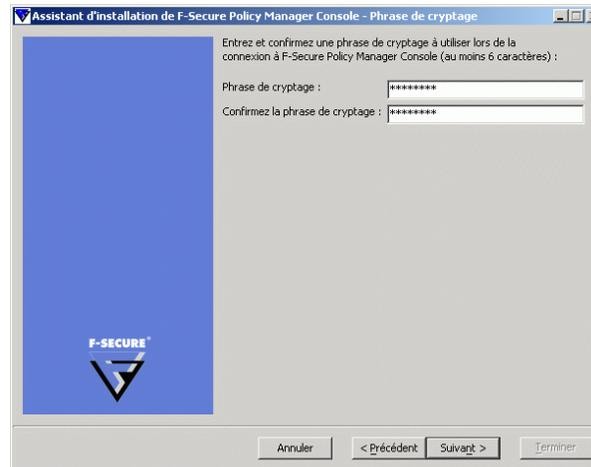 Assistant d'installation de F-Secure Policy Manager Console - Phrase de cryptage
Entrez et confirmez une phrase de cryptage à utiliser lors de la
connexion à F-Secure Policy Manager Console (au moins 6 caractères) :
Phrase de cryptage : ********
Confirmez la phrase de cryptage : ********
F-SECURE®
Annuler < Précédent Suivant > Terminer